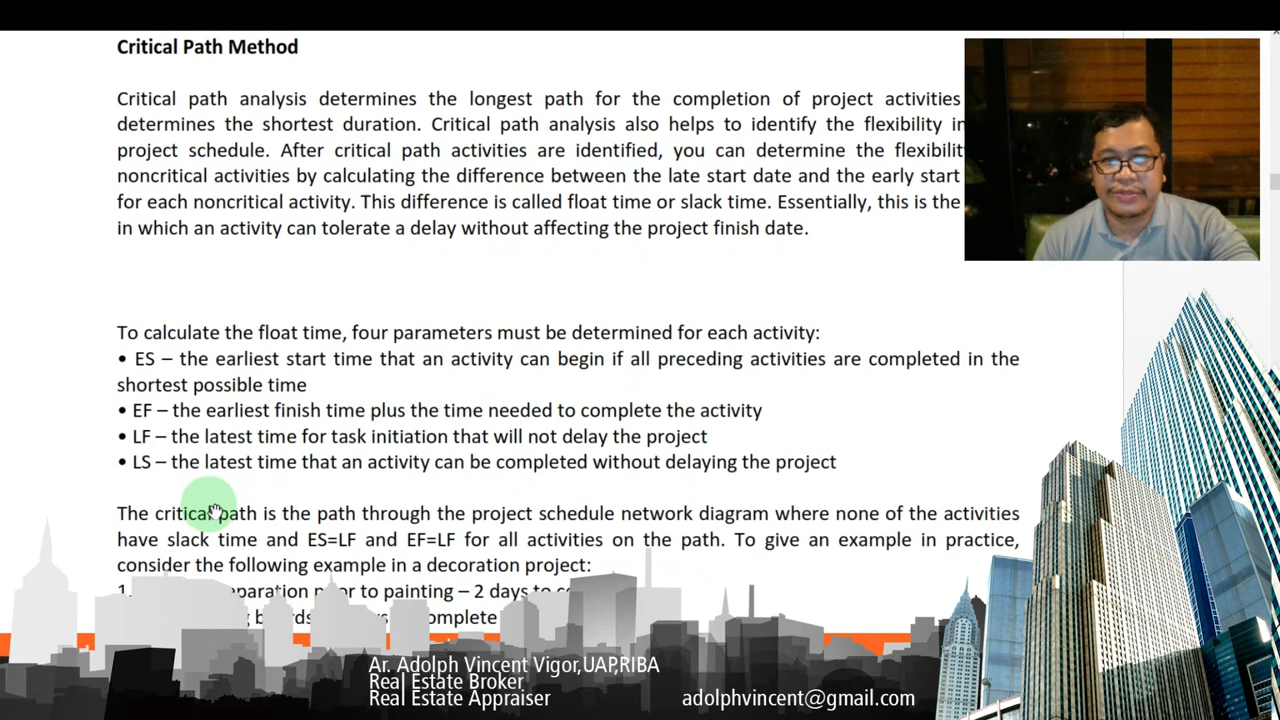 Critical Path Method
Critical path analysis determines the longest path for the completion of project activities
determines the shortest duration. Critical path analysis also helps to identify the flexibility in
project schedule. After critical path activities are identified, you can determine the
noncritical activities by calculating the difference between the late start date and the early start
for each noncritical activity. This difference is called float time or slack time. Essentially, this is the
in which an activity can tolerate a delay without affecting the project finish date.
To calculate the float time, four parameters must be determined for each activity:
• ES – the earliest start time that an activity can begin if all preceding activities are completed in the
shortest possible time
• EF – the earliest finish time plus the time needed to complete the activity
• LF – the latest time for task initiation that will not delay the project
• LS – the latest time that an activity can be completed without delaying the project
The critical path is the path through the project schedule network diagram where none of the activities
have slack time and ES=LF and EF=LF for all activities on the path. To give an example in practice,
consider the following example in a decoration project:
1. prior to painting – 2 days to
Ar. Adolph Vincent Vigor,UAP,RIBA
Real Estate Broker
Real Estate Appraiser adolphvincent@gmail.com